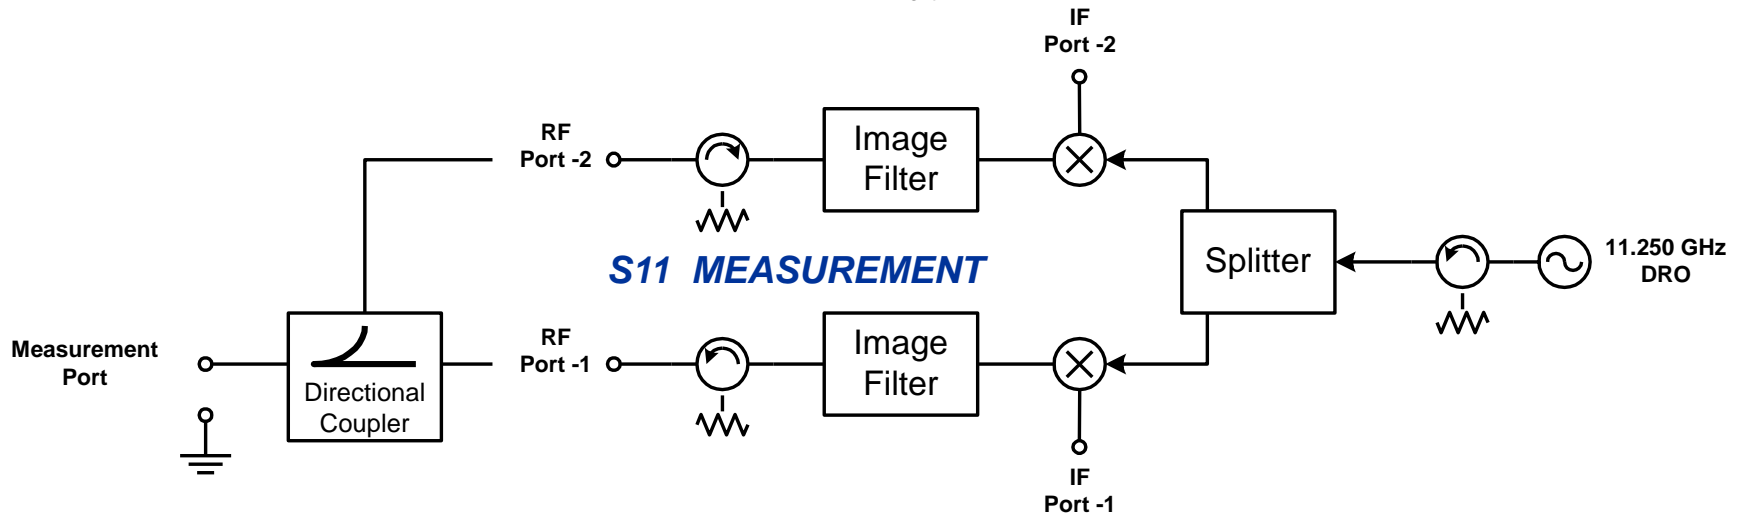 IF
Port -2
RF
Port -2
Image
Filter
Splitter
11.250 GHz
DRO
S11 MEASUREMENT
Measurement
Port
Directional
Coupler
RF
Port -1
Image
Filter
IF
Port -1